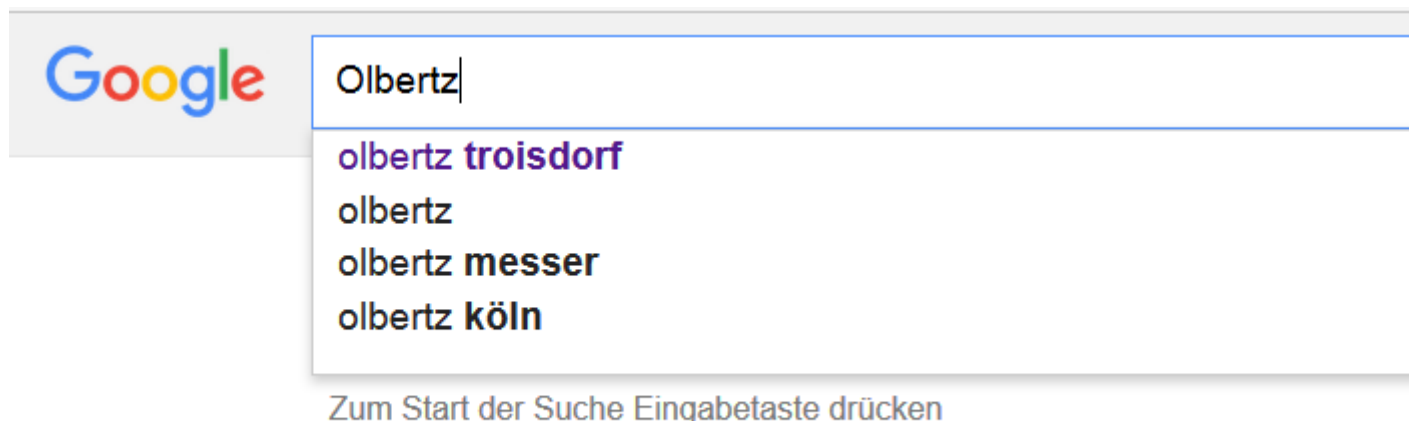 Google
Olbertz
olbertz troisdorf
olbertz
olbertz messer
olbertz köln
Zum Start der Suche Eingabetaste drücken